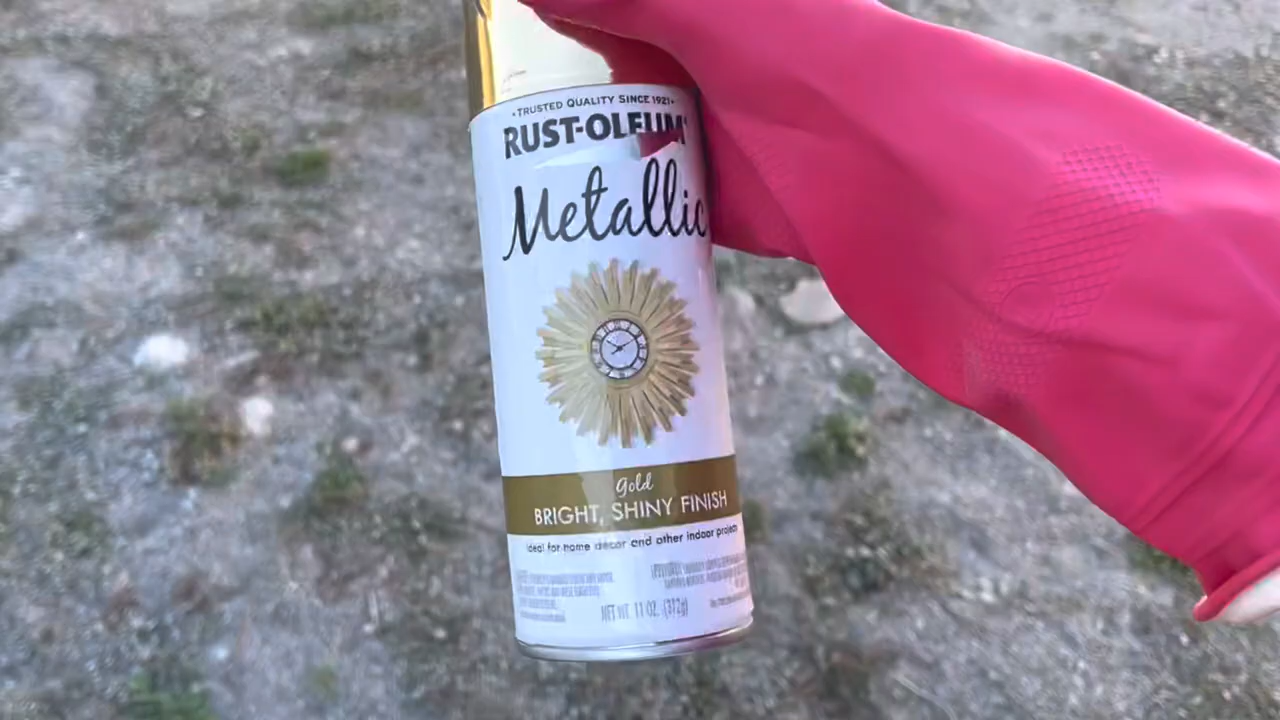 •TRUSTED QUALITY SINCE 1921•
RUST-OLEUM
Metallic
Gold
BRIGHT, SHINY FINISH
Ideal for home décor and other indoor projects
NET WT. 11 OZ. (312g)